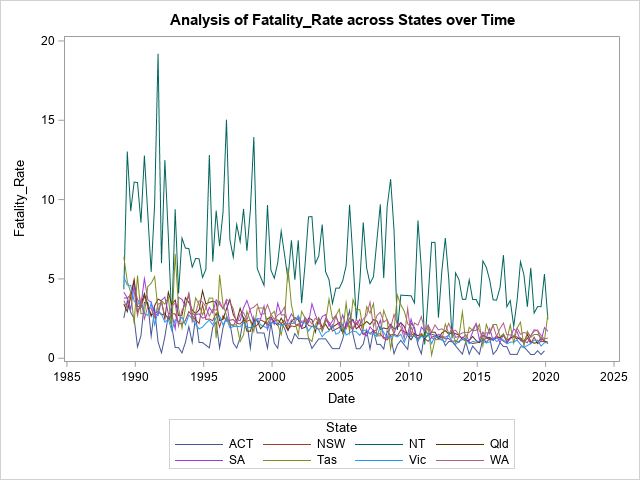 Analysis of Fatality_Rate across States over Time
20
15
10
5
0
Fatality_Rate
1985 1990 1995 2000 2005 2010 2015 2020 2025
Date
State
ACT NSW NT Qld
SA Tas Vic WA